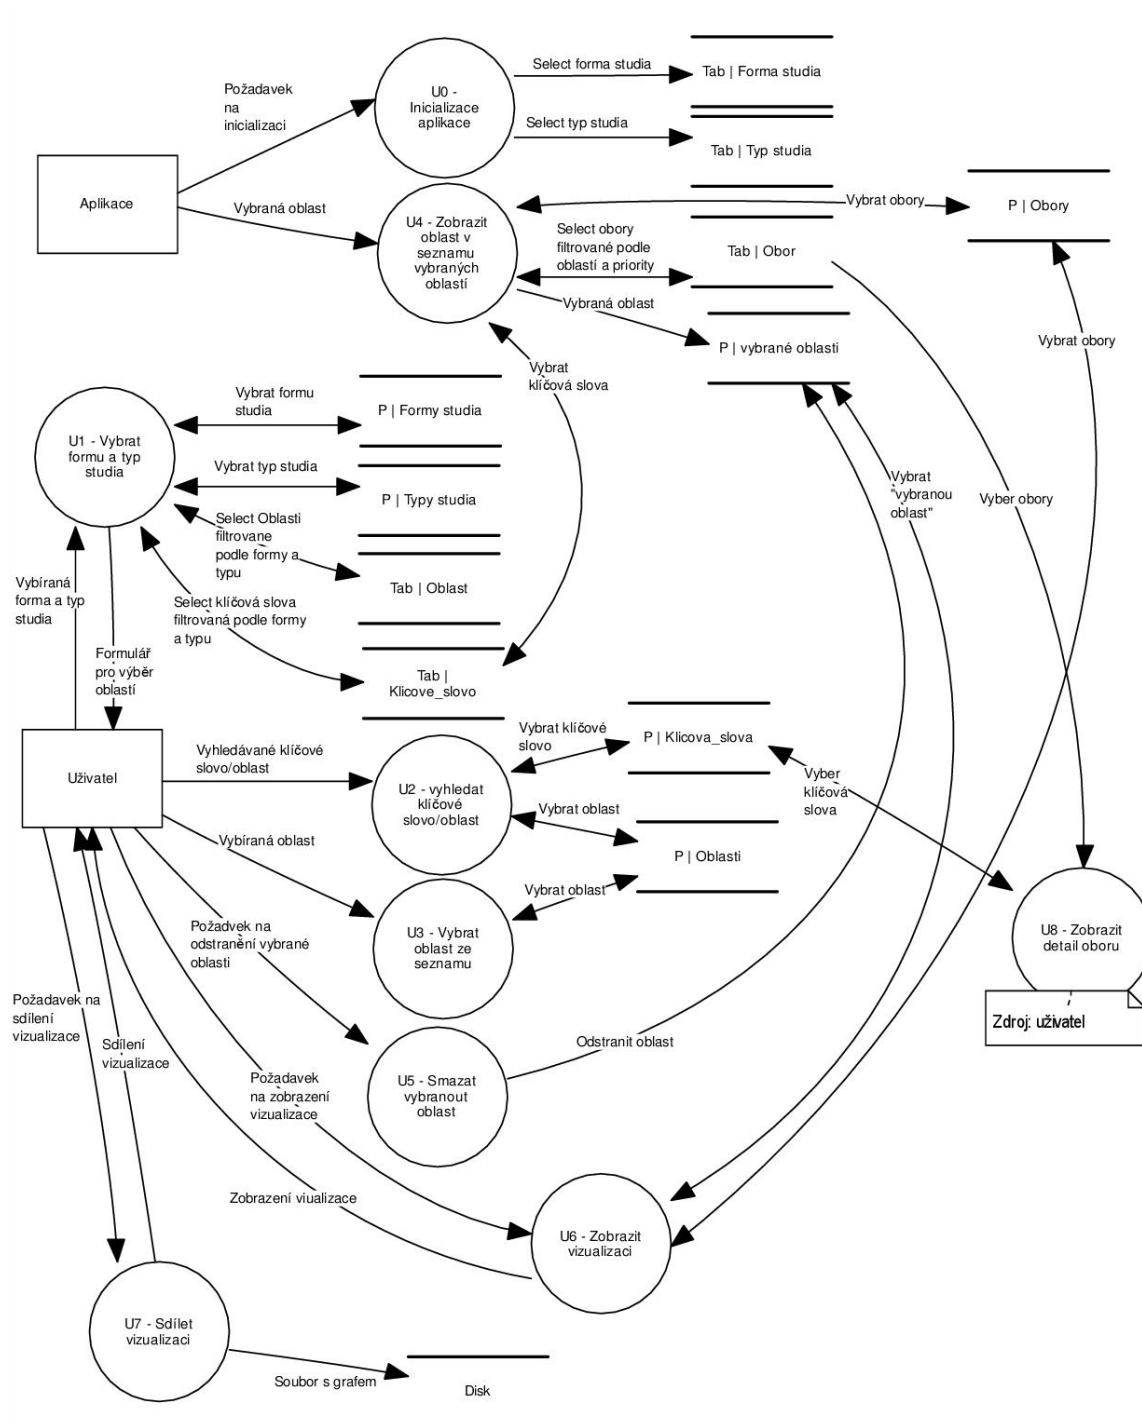 Požadavek
na
inicializaci
U0 -
Inicializace
aplikace
Select forma studia
Tab | Forma studia
Select typ studia
Tab | Typ studia
Aplikace
Vybraná oblast
U4 - Zobrazit
oblast v
seznamu
vybraných
oblastí
Vybrat obory
P | Obory
Select obory
filtrované podle
oblastí a priority
Tab | Obor
Vybraná oblast
P | vybrané oblasti
Vybrat obory
Vybrat
klíčová slova
Vybrat formu
studia
P | Formy studia
U1 - Vybrat
formu a typ
studia
Vybrat typ studia
P | Typy studia
Vybrat
"vybranou
oblast"
Vyber obory
Select Oblasti
filtrovane
podle formy a
typu
Tab | Oblast
Vybíraná
forma a typ
studia
Select klíčová slova
filtrovaná podle formy
a typu
Formulář
pro výběr
oblastí
Tab |
Klicove_slovo
Uživatel
Vyhledávané klíčové
slovo/oblast
U2 - vyhledat
klíčové
slovo/oblast
Vybrat klíčové
slovo
P | Klicova_slova
Vyber
klíčová
slova
Vybrat oblast
P | Oblasti
Vybíraná oblast
Vybrat oblast
U3 - Vybrat
oblast ze
seznamu
U8 - Zobrazit
detail oboru
Zdroj: uživatel
Požadvek na
odstranění vybrané
oblasti
Požadavek na
sdílení
vizualizace
Sdílení
vizualizace
Odstranit oblast
U5 - Smazat
vybranout
oblast
Požadavek
na zobrazení
vizualizace
Zobrazení viualizace
U6 - Zobrazit
vizualizaci
U7 - Sdílet
vizualizaci
Soubor s grafem
Disk